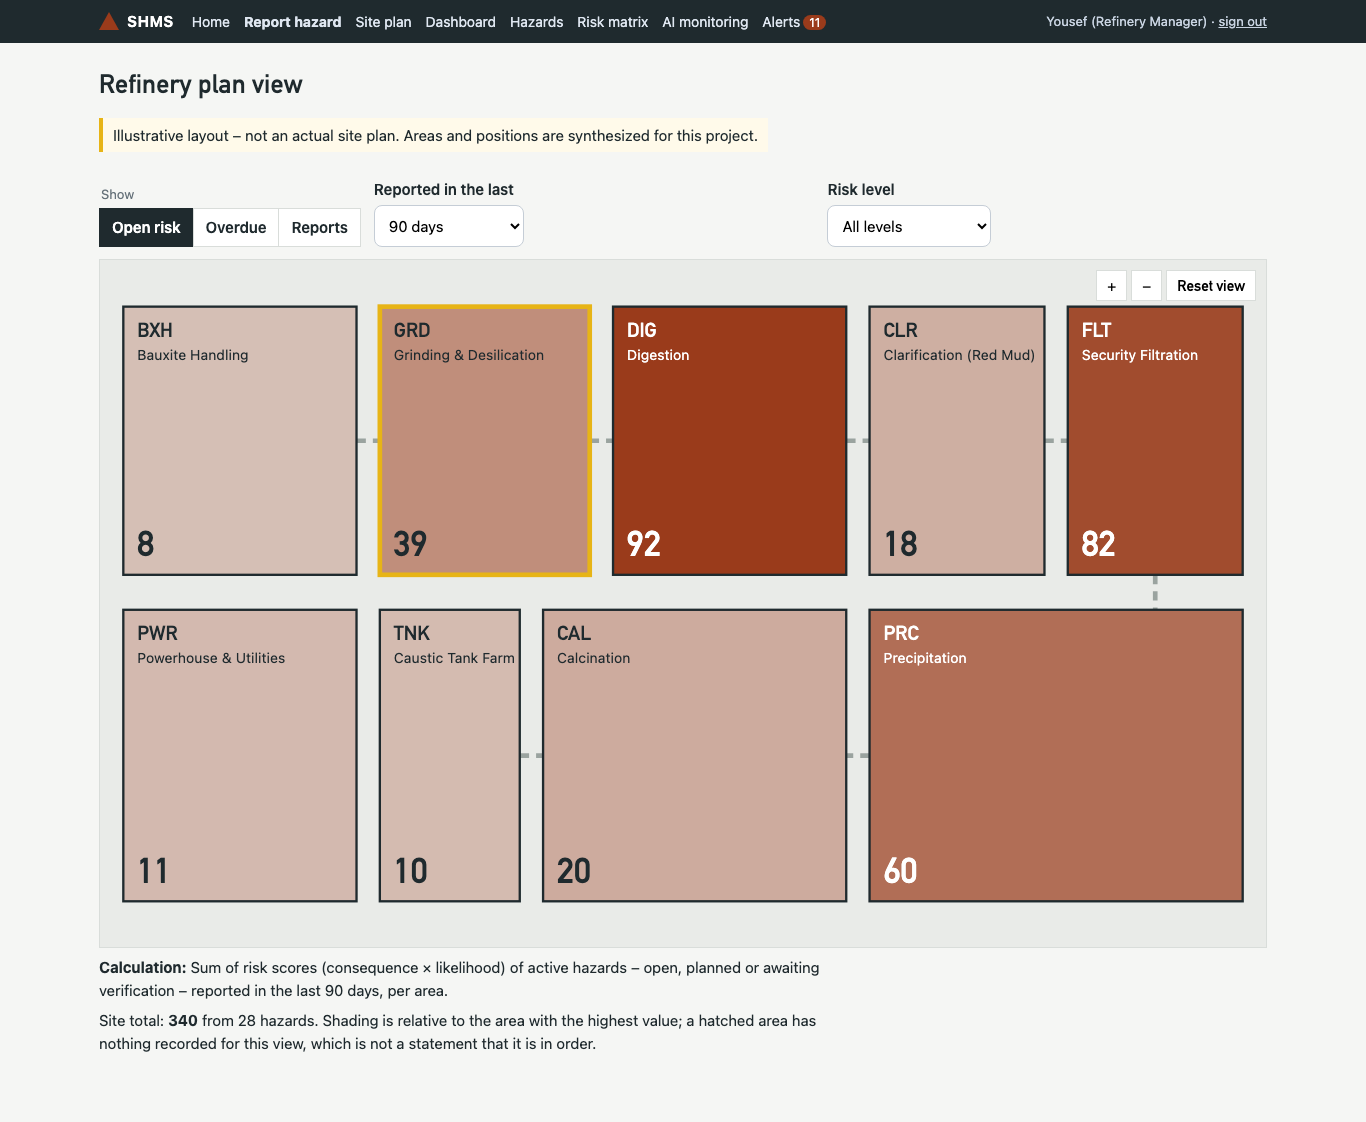 SHMS Home Report hazard Site plan Dashboard Hazards Risk matrix AI monitoring Alerts 11 Yousef (Refinery Manager) · sign out
Refinery plan view
Illustrative layout – not an actual site plan. Areas and positions are synthesized for this project.
Show
Open risk Overdue Reports
Reported in the last
90 days
Risk level
All levels
+ – Reset view
BXH
Bauxite Handling
8
GRD
Grinding & Desilication
39
DIG
Digestion
92
CLR
Clarification (Red Mud)
18
FLT
Security Filtration
82
PWR
Powerhouse & Utilities
11
TNK
Caustic Tank Farm
10
CAL
Calcination
20
PRC
Precipitation
60
Calculation: Sum of risk scores (consequence × likelihood) of active hazards – open, planned or awaiting
verification – reported in the last 90 days, per area.
Site total: 340 from 28 hazards. Shading is relative to the area with the highest value; a hatched area has
nothing recorded for this view, which is not a statement that it is in order.